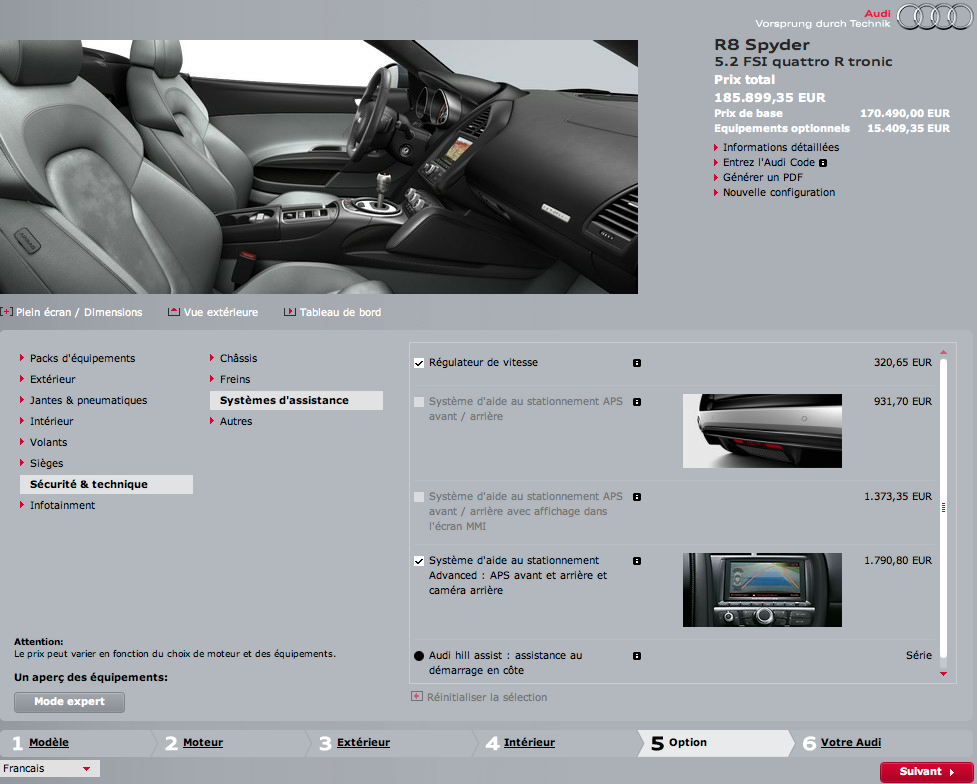 Audi
Vorsprung durch Technik
R8 Spyder
5.2 FSI quattro R tronic
Prix total
185.899,35 EUR
Prix de base 170.490,00 EUR
Equipements optionnels 15.409,35 EUR
Informations détaillées
Entrez l'Audi Code
Générer un PDF
Nouvelle configuration
Plein écran / Dimensions Vue extérieure Tableau de bord
Packs d'équipements
Extérieur
Jantes & pneumatiques
Intérieur
Volants
Sièges
Sécurité & technique
Infotainment
Châssis
Freins
Systèmes d'assistance
Autres
Régulateur de vitesse 320,65 EUR
Système d'aide au stationnement APS 931,70 EUR
avant / arrière
Système d'aide au stationnement APS 1.373,35 EUR
avant / arrière avec affichage dans
l'écran MMI
Système d'aide au stationnement 1.790,80 EUR
Advanced : APS avant et arrière et
caméra arrière
Audi hill assist : assistance au Série
démarrage en côte
Réinitialiser la sélection
Attention:
Le prix peut varier en fonction du choix de moteur et des équipements.
Un aperç des équipements:
Mode expert
1 Modèle 2 Moteur 3 Extérieur 4 Intérieur 5 Option 6 Votre Audi
Francais
Suivant